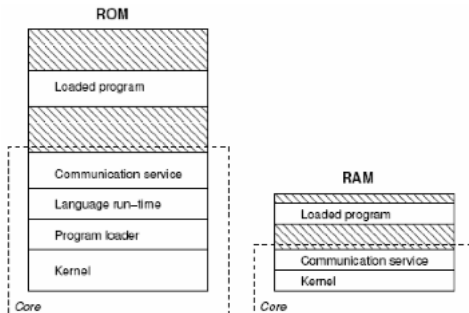 ROM
Loaded program
Communication service
Language run-time
Program loader
Kernel
Core
RAM
Loaded program
Communication service
Kernel
Core